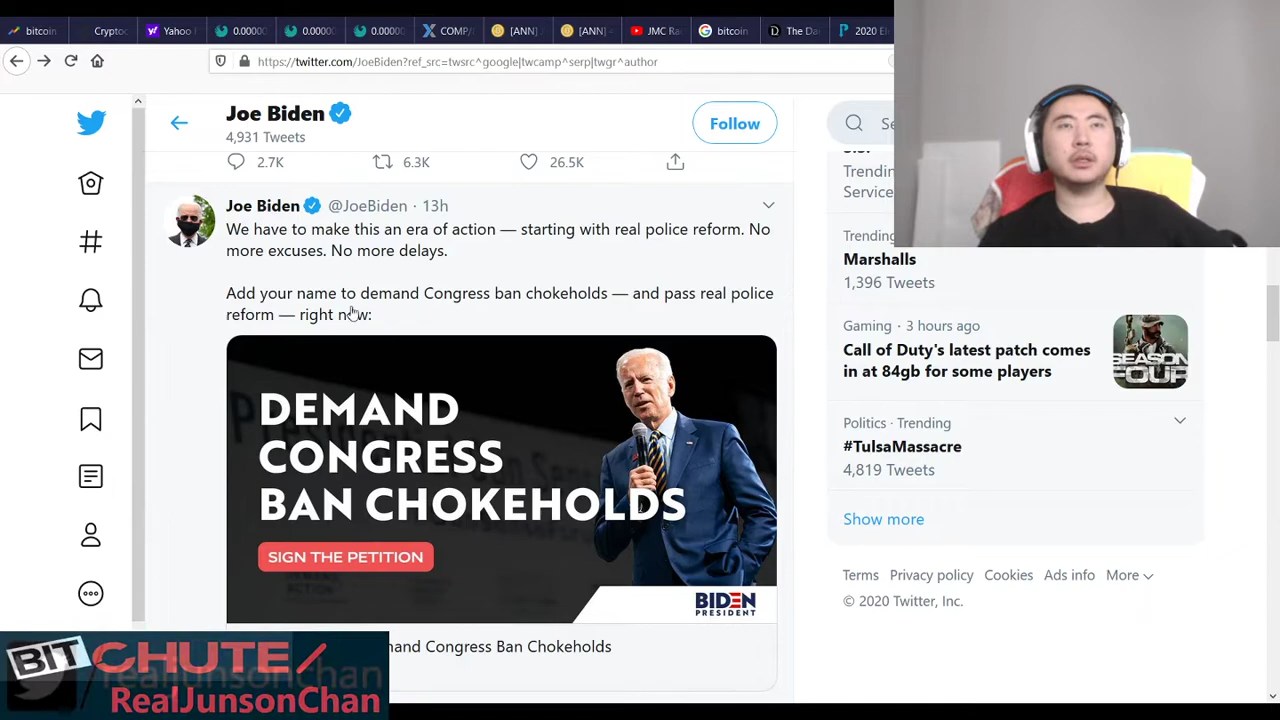 bitcoin
Cryptoc
Yahoo
0.00000
0.00000
0.00000
COMP/
[ANN]
[ANN]
JMC Ra
bitcoin
The Da
2020 El
https://twitter.com/JoeBiden?ref_src=twsrc^google|twcamp^serp|twgr^author
Joe Biden
4,931 Tweets
Follow
2.7K
6.3K
26.5K
Joe Biden @JoeBiden · 13h
We have to make this an era of action — starting with real police reform. No
more excuses. No more delays.
Add your name to demand Congress ban chokeholds — and pass real police
reform — right now:
DEMAND
CONGRESS
BAN CHOKEHOLDS
SIGN THE PETITION
BIDEN
PRESIDENT
mand Congress Ban Chokeholds
Se
Trendin
Service
Trending
Marshalls
1,396 Tweets
Gaming · 3 hours ago
Call of Duty's latest patch comes
in at 84gb for some players
SEASON
FOUR
Politics · Trending
#TulsaMassacre
4,819 Tweets
Show more
Terms Privacy policy Cookies Ads info More
© 2020 Twitter, Inc.
BIT CHUTE/
realjunsonchan
RealJunsonChan